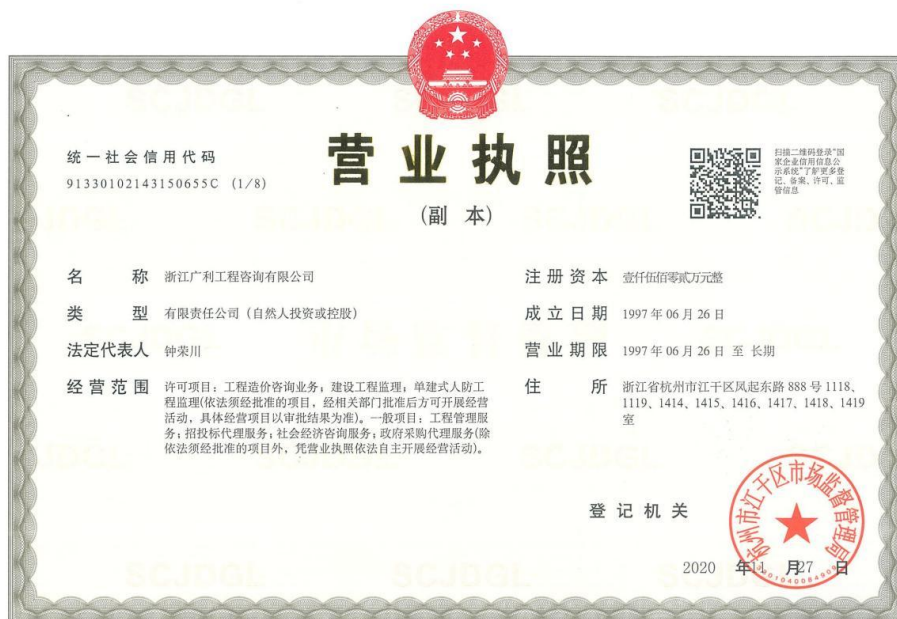 统一社会信用代码
91330102143150655C (1/8)
营业执照
(副 本)
扫描二维码登录"国
家企业信用信息公
示系统"了解更多登
记、备案、许可、监
管信息
名 称 浙江广利工程咨询有限公司
类 型 有限责任公司(自然人投资或控股)
法定代表人 钟荣川
经营范围 许可项目:工程造价咨询业务;建设工程监理;单建式人防工
程监理(依法须经批准的项目,经相关部门批准后方可开展经营
活动,具体经营项目以审批结果为准)。一般项目:工程管理服
务;招投标代理服务;社会经济咨询服务;政府采购代理服务(除
依法须经批准的项目外,凭营业执照依法自主开展经营活动)。
注册资本 壹仟伍佰零贰万元整
成立日期 1997年06月26日
营业期限 1997年06月26日 至 长期
住 所 浙江省杭州市江干区凤起东路888号1118、
1119、1414、1415、1416、1417、1418、1419
室
登记机关
杭州市江干区市场监督管理局
2020 年11 月27 日